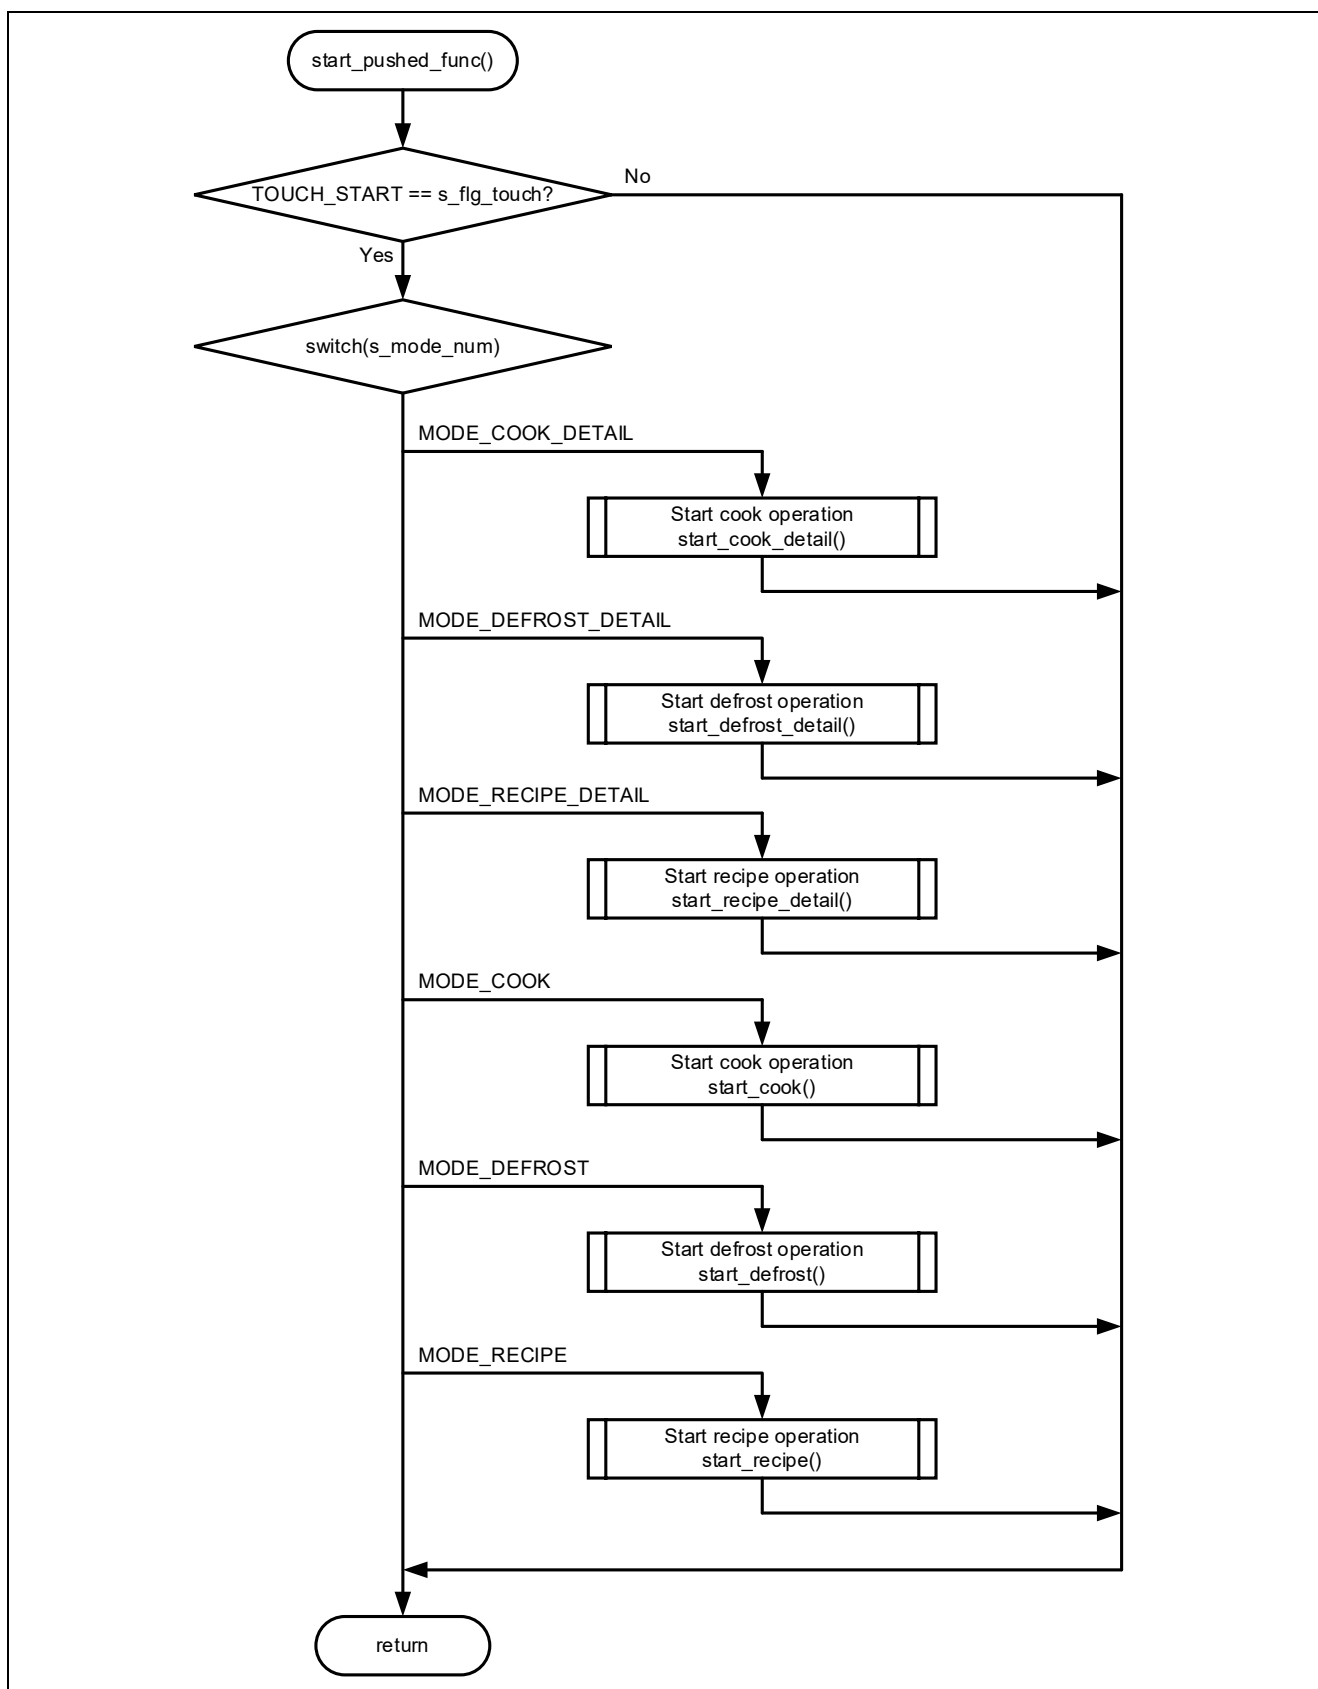 start_pushed_func()
TOUCH_START == s_flg_touch?
No
Yes
switch(s_mode_num)
MODE_COOK_DETAIL
Start cook operation
start_cook_detail()
MODE_DEFROST_DETAIL
Start defrost operation
start_defrost_detail()
MODE_RECIPE_DETAIL
Start recipe operation
start_recipe_detail()
MODE_COOK
Start cook operation
start_cook()
MODE_DEFROST
Start defrost operation
start_defrost()
MODE_RECIPE
Start recipe operation
start_recipe()
return